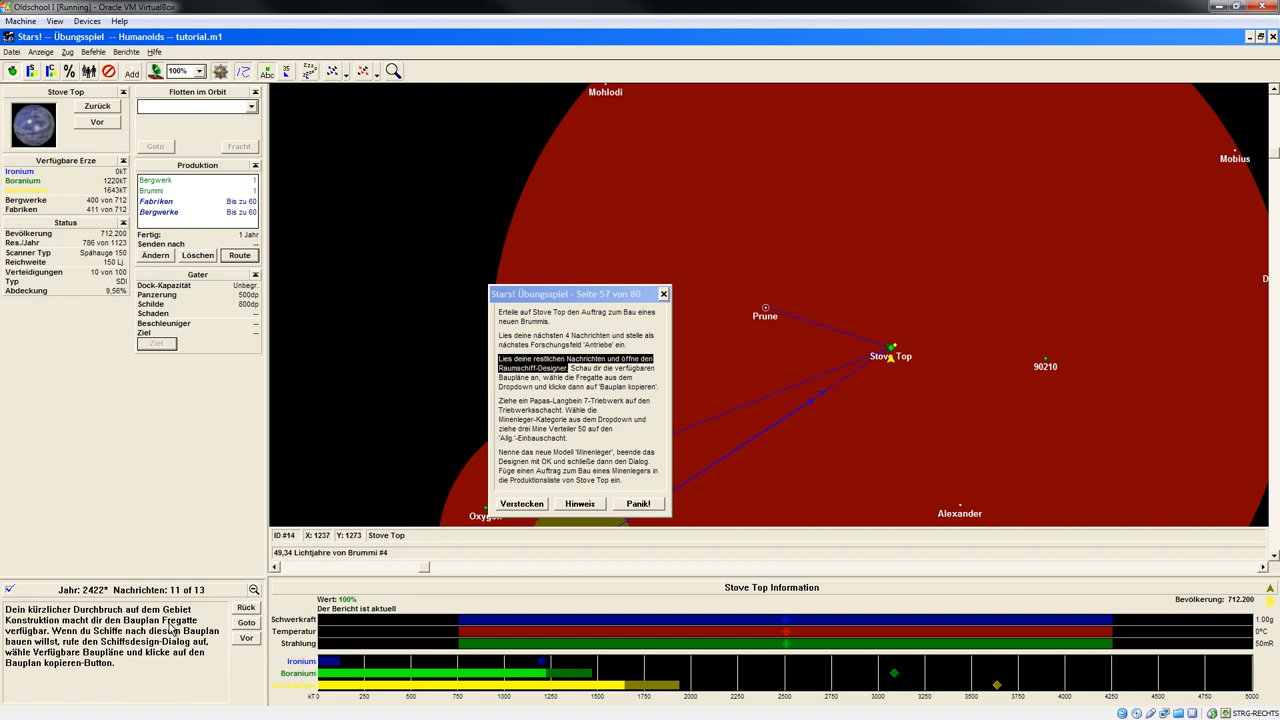 Oldschool I [Running] - Oracle VM VirtualBox
Machine View Devices Help
Stars! -- Übungsspiel -- Humanoids -- tutorial.m1
Datei Anzeige Zug Befehle Berichte Hilfe
Add 100% Abc 35
Stove Top
Zurück
Vor
Verfügbare Erze
Ironium 0kT
Boranium 1220kT
1643kT
Bergwerke 400 von 712
Fabriken 411 von 712
Status
Bevölkerung 712.200
Res./Jahr 786 von 1123
Scanner Typ Spähauge 150
Reichweite 150 Lj.
Verteidigungen 10 von 100
Typ SDI
Abdeckung 9,56%
Flotten im Orbit
Goto Fracht
Produktion
Bergwerk 1
Brummi 1
Fabriken Bis zu 60
Bergwerke Bis zu 60
Fertig: 1 Jahr
Senden nach --
Ändern Löschen Route
Gater
Dock-Kapazität Unbegr.
Panzerung 500dp
Schilde 800dp
Schaden --
Beschleuniger --
Ziel --
Ziel
Mohlodi
Mobius
D
Prune
Stove Top
90210
Oxygen
Alexander
Stars! Übungsspiel - Seite 57 von 80
Erteile auf Stove Top den Auftrag zum Bau eines
neuen Brummis.
Lies deine nächsten 4 Nachrichten und stelle als
nächstes Forschungsfeld 'Antriebe' ein.
Lies deine restlichen Nachrichten und öffne den
Raumschiff-Designer. Schau dir die verfügbaren
Baupläne an, wähle die Fregatte aus dem
Dropdown und klicke dann auf 'Bauplan kopieren'.
Ziehe ein Papas-Langbein 7-Triebwerk auf den
Triebwerksschacht. Wähle die
Minenleger-Kategorie aus dem Dropdown und
ziehe drei Mine Verteiler 50 auf den
'Allg.'-Einbauschacht.
Nenne das neue Modell 'Minenleger', beende das
Designen mit OK und schließe dann den Dialog.
Füge einen Auftrag zum Bau eines Minenlegers in
die Produktionsliste von Stove Top ein.
Verstecken Hinweis Panik!
ID #14 X: 1237 Y: 1273 Stove Top
49,34 Lichtjahre von Brummi #4
Jahr: 2422* Nachrichten: 11 of 13
Dein kürzlicher Durchbruch auf dem Gebiet
Konstruktion macht dir den Bauplan Fregatte
verfügbar. Wenn du Schiffe nach diesem Bauplan
bauen willst, rufe den Schiffsdesign-Dialog auf,
wähle Verfügbare Baupläne und klicke auf den
Bauplan kopieren-Button.
Rück
Goto
Vor
Stove Top Information
Wert: 100% Bevölkerung: 712.200
Der Bericht ist aktuell
Schwerkraft 1.00g
Temperatur 0°C
Strahlung 50mR
Ironium
Boranium
kT 0 250 500 750 1000 1250 1500 1750 2000 2250 2500 2750 3000 3250 3500 3750 4000 4250 4500 4750 5000
STRG-RECHTS